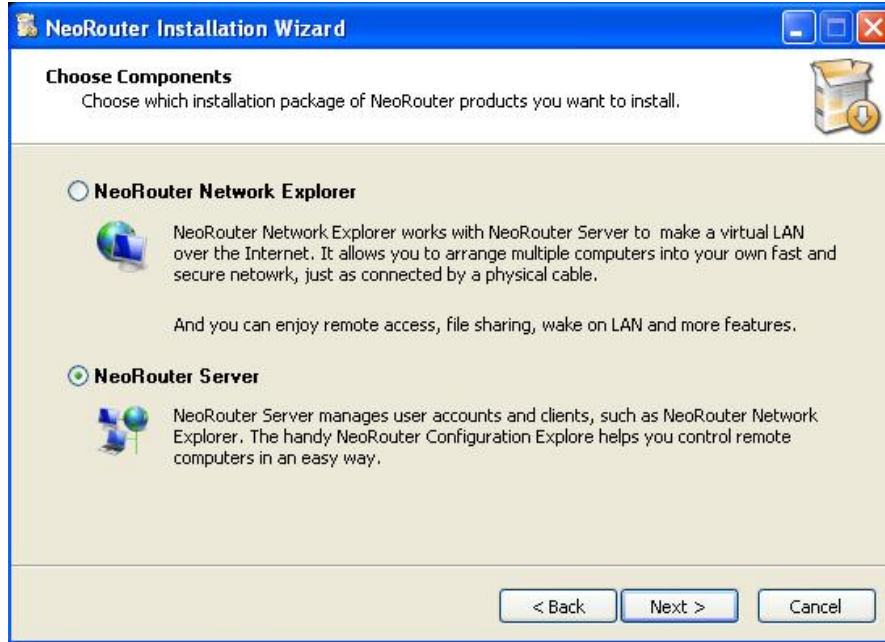 NeoRouter Installation Wizard
Choose Components
Choose which installation package of NeoRouter products you want to install.
NeoRouter Network Explorer
NeoRouter Network Explorer works with NeoRouter Server to make a virtual LAN
over the Internet. It allows you to arrange multiple computers into your own fast and
secure netowrk, just as connected by a physical cable.
And you can enjoy remote access, file sharing, wake on LAN and more features.
NeoRouter Server
NeoRouter Server manages user accounts and clients, such as NeoRouter Network
Explorer. The handy NeoRouter Configuration Explore helps you control remote
computers in an easy way.
< Back Next > Cancel